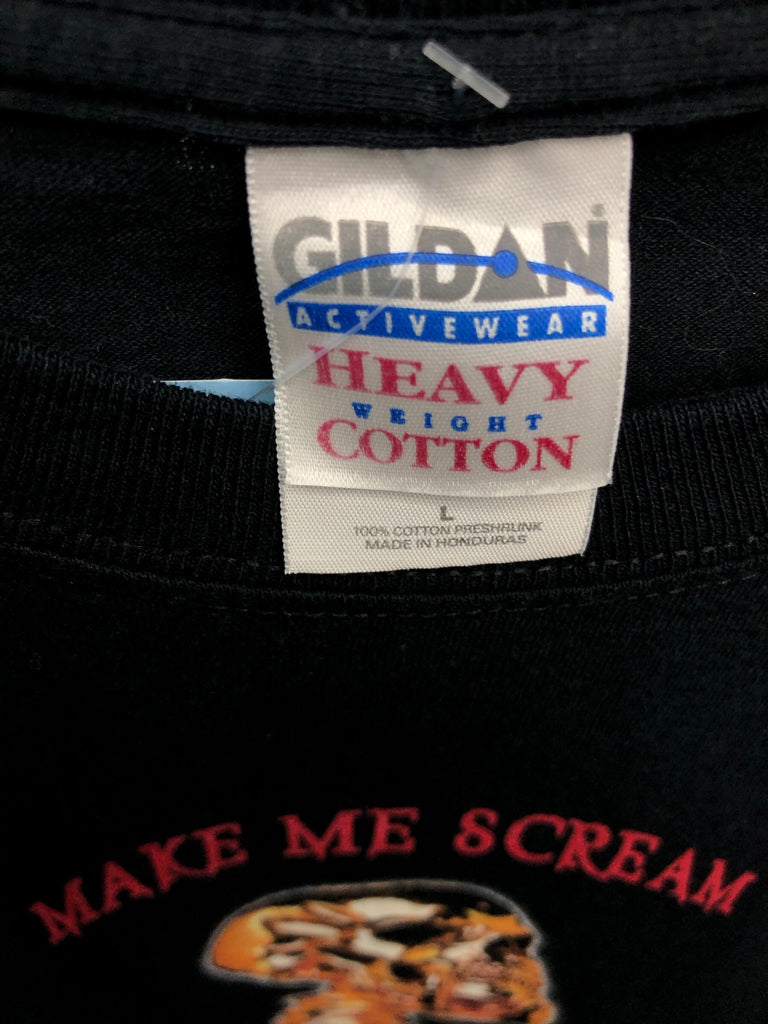 GILDAN
ACTIVEWEAR
HEAVY
WEIGHT
COTTON
L
100% COTTON PRESHRUNK
MADE IN HONDURAS
MAKE ME SCREAM